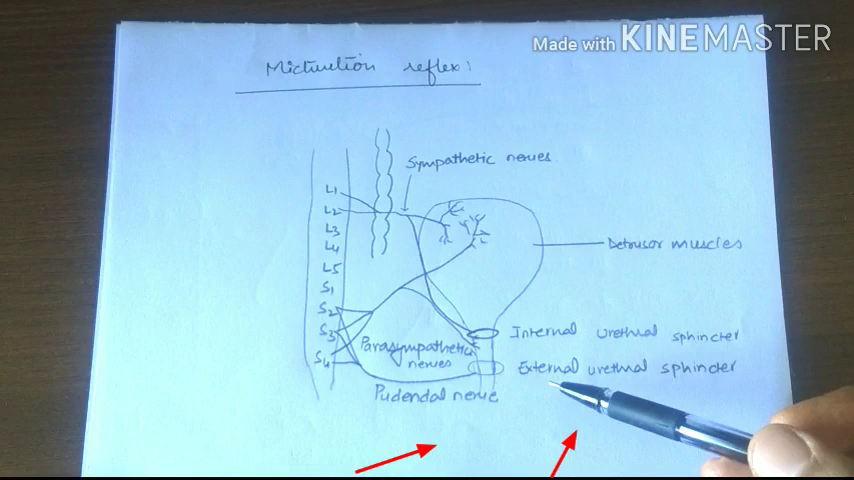 Made with KINEMASTER
Micturition reflex:
Sympathetic nerves
L1
L2
L3
L4
L5
S1
S2
S3
S4
Detrusor muscles
Internal urethral sphincter
External urethral sphincter
Parasympathetic
nerves
Pudendal nerve